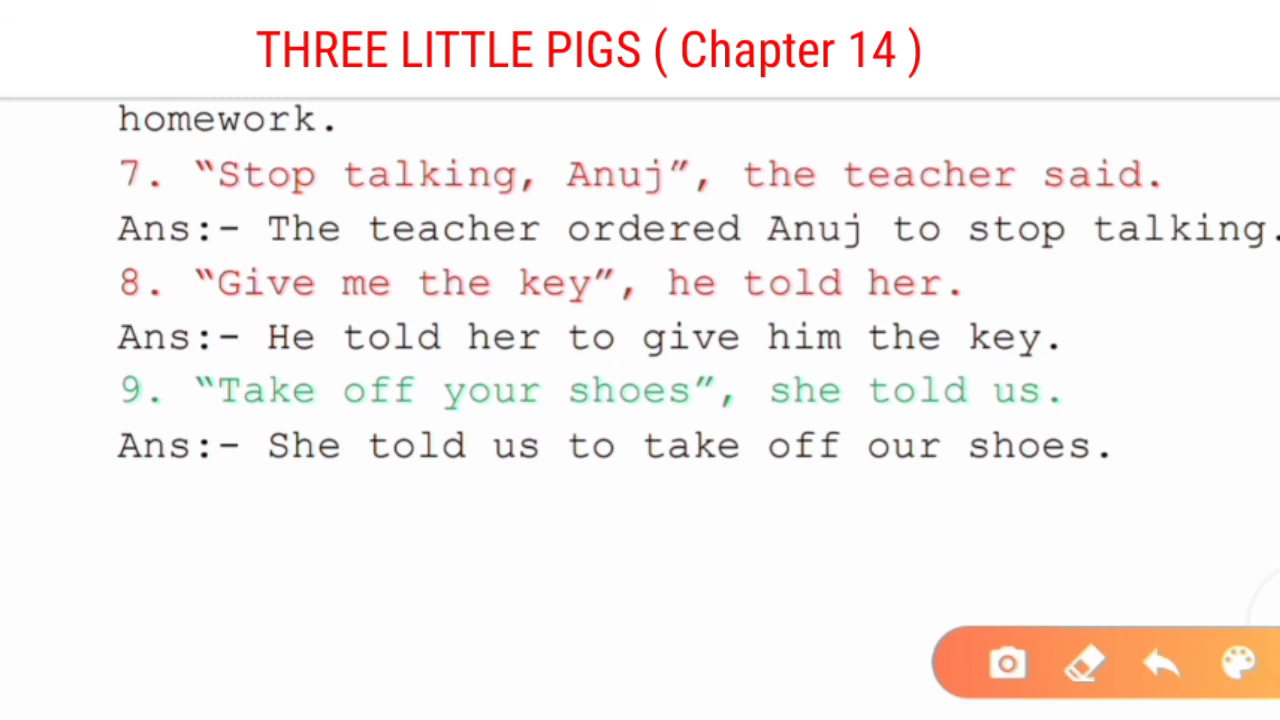 THREE LITTLE PIGS ( Chapter 14 )
homework.
7. “Stop talking, Anuj”, the teacher said.
Ans:- The teacher ordered Anuj to stop talking.
8. “Give me the key”, he told her.
Ans:- He told her to give him the key.
9. “Take off your shoes”, she told us.
Ans:- She told us to take off our shoes.